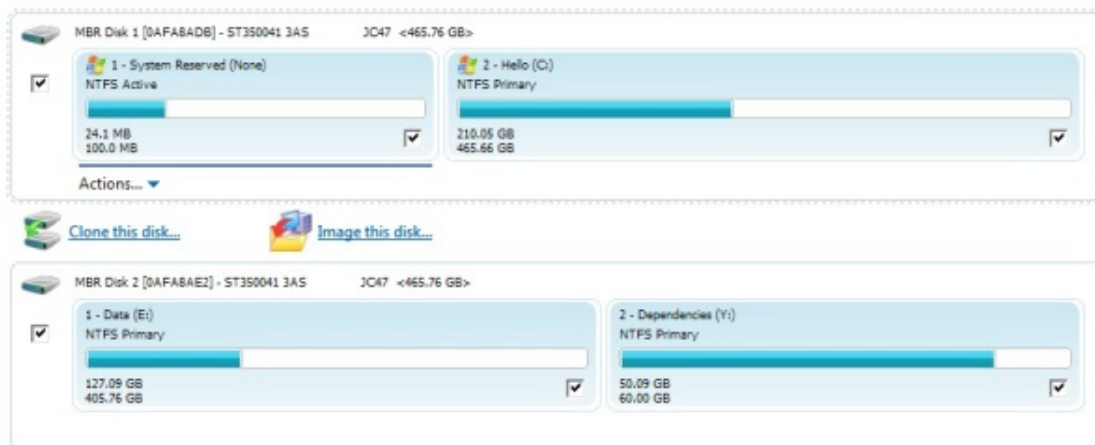 MBR Disk 1 [0AFA8ADB] - ST350041 3AS JC47 <465.76 GB>
1 - System Reserved (None)
NTFS Active
24.1 MB
100.0 MB
2 - Hello (C:)
NTFS Primary
210.05 GB
465.66 GB
Actions...
Clone this disk...
Image this disk...
MBR Disk 2 [0AFA8AE2] - ST350041 3AS JC47 <465.76 GB>
1 - Data (E:)
NTFS Primary
127.09 GB
405.76 GB
2 - Dependencies (Y:)
NTFS Primary
50.09 GB
60.00 GB